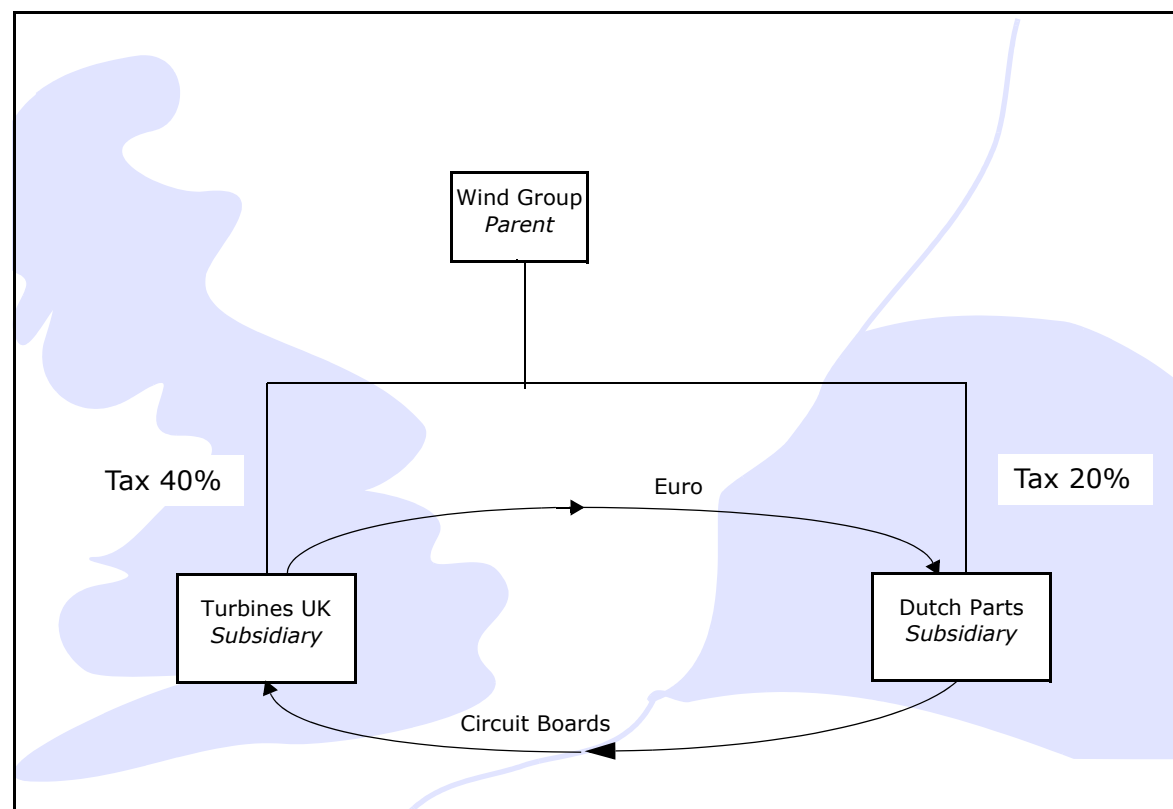 Wind Group
Parent
Tax 40%
Euro
Tax 20%
Turbines UK
Subsidiary
Dutch Parts
Subsidiary
Circuit Boards